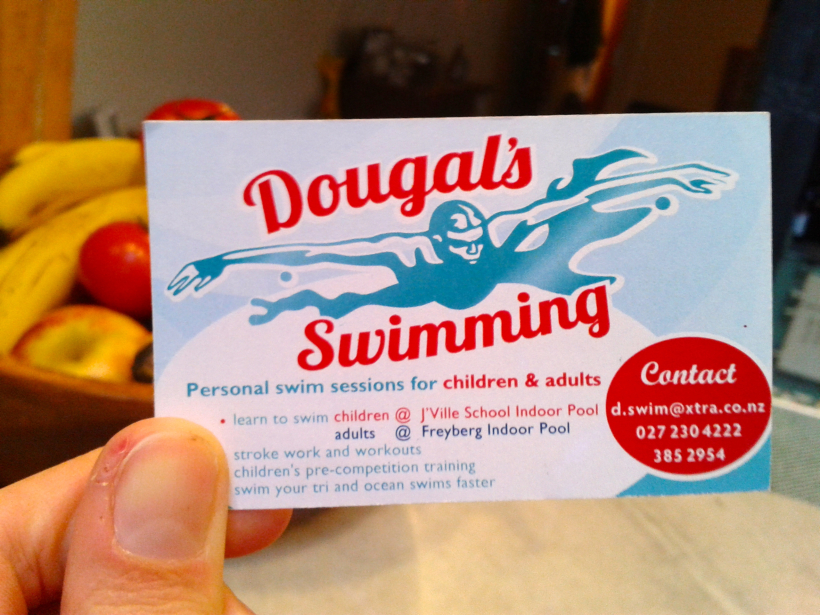 Dougal's
Swimming
Personal swim sessions for children & adults
• learn to swim children @ J'Ville School Indoor Pool
adults @ Freyberg Indoor Pool
stroke work and workouts
children's pre-competition training
swim your tri and ocean swims faster
Contact
d.swim@xtra.co.nz
027 230 4222
385 2954